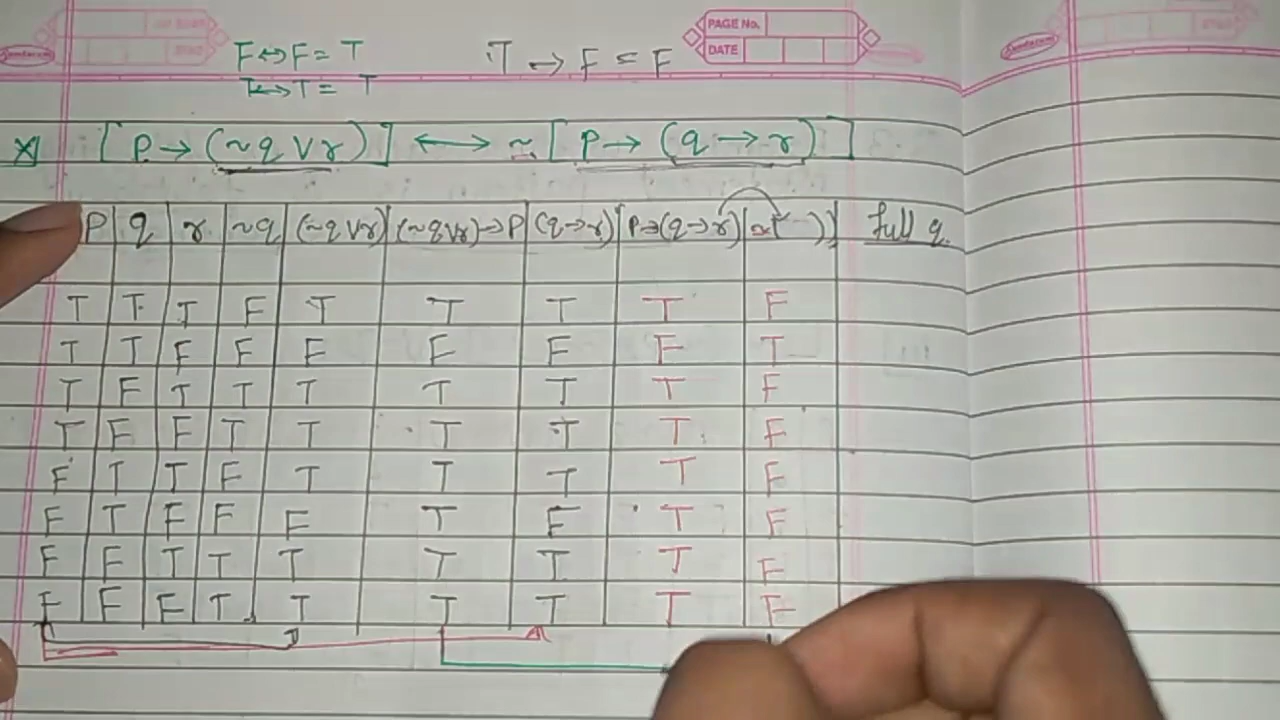 PAGE No.
DATE
F↔F = T
T↔T = T
T ↔ F = F
[P→(~q∨r)] ↔ ~[P→(q→r)]
P q r ~q (~q∨r) (~q∨r)→P (q→r) P→(q→r) ~( )] full q.
T T T F T T T T F
T T F F F F F F T
T F T T T T T T F
T F F T T T T T F
F T T F T T T T F
F T F F F T F T F
F F T T T T T T F
F F F T T T T T F